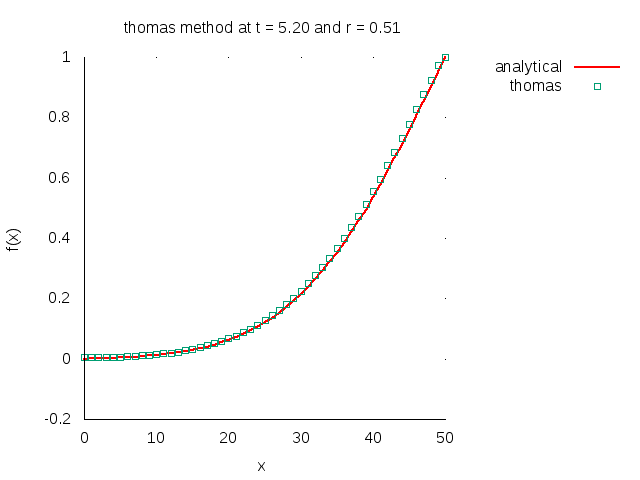 thomas method at t = 5.20 and r = 0.51
1
0.8
0.6
0.4
0.2
0
-0.2
f(x)
0 10 20 30 40 50
x
analytical
thomas